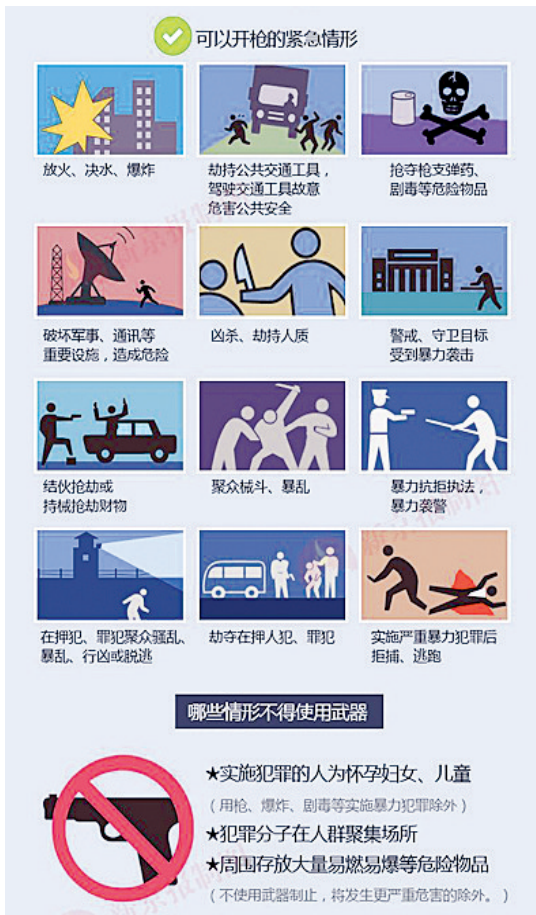 可以开枪的紧急情形
放火、决水、爆炸
劫持公共交通工具，
驾驶交通工具故意
危害公共安全
抢夺枪支弹药、
剧毒等危险物品
破坏军事、通讯等
重要设施，造成危险
凶杀、劫持人质
警戒、守卫目标
受到暴力袭击
结伙抢劫或
持械抢劫财物
聚众械斗、暴乱
暴力抗拒执法，
暴力袭警
在押犯、罪犯聚众骚乱、
暴乱、行凶或脱逃
劫夺在押人犯、罪犯
实施严重暴力犯罪后
拒捕、逃跑
哪些情形不得使用武器
★实施犯罪的人为怀孕妇女、儿童
（用枪、爆炸、剧毒等实施暴力犯罪除外）
★犯罪分子在人群聚集场所
★周围存放大量易燃易爆等危险物品
（不使用武器制止，将发生更严重危害的除外。）
新京报制图